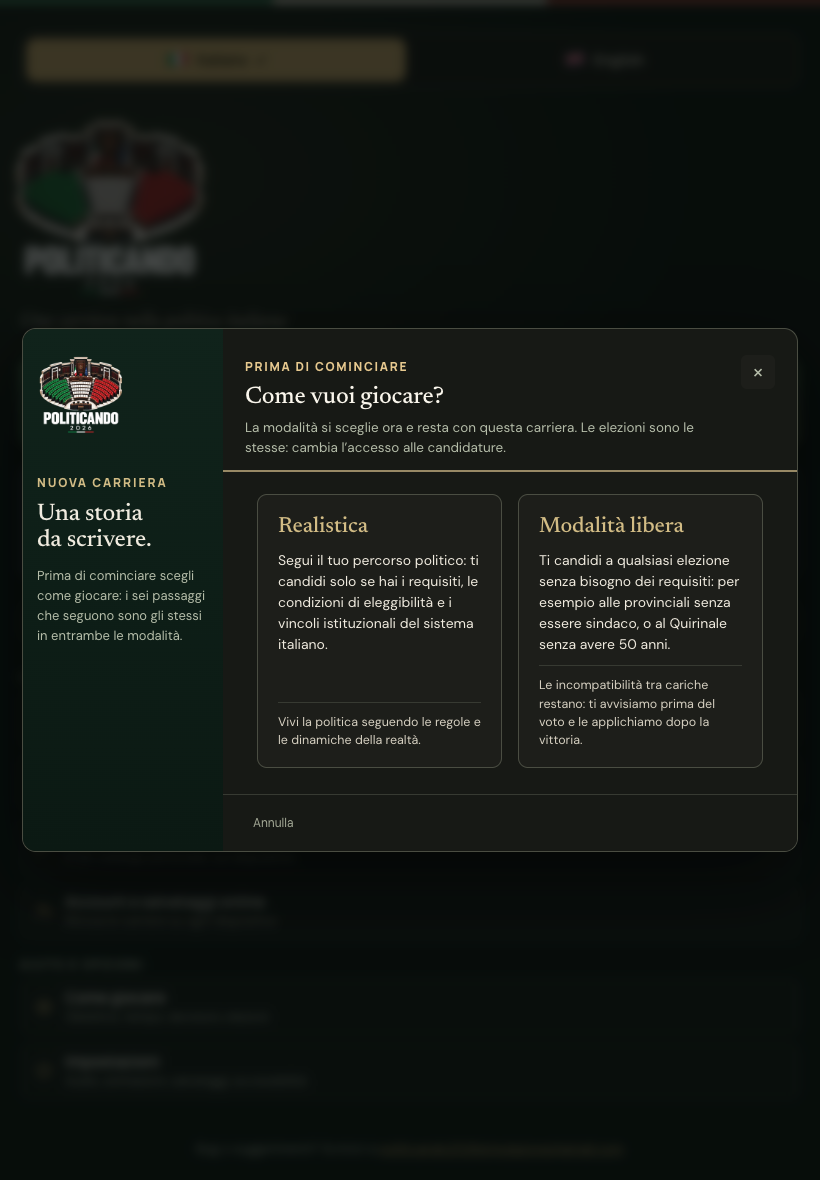 POLITICANDO
POLITICANDO
2026
NUOVA CARRIERA
Una storia
da scrivere.
Prima di cominciare scegli
come giocare: i sei passaggi
che seguono sono gli stessi
in entrambe le modalità.
PRIMA DI COMINCIARE
Come vuoi giocare?
La modalità si sceglie ora e resta con questa carriera. Le elezioni sono le
stesse: cambia l’accesso alle candidature.
×
Realistica
Segui il tuo percorso politico: ti
candidi solo se hai i requisiti, le
condizioni di eleggibilità e i
vincoli istituzionali del sistema
italiano.
Vivi la politica seguendo le regole e
le dinamiche della realtà.
Modalità libera
Ti candidi a qualsiasi elezione
senza bisogno dei requisiti: per
esempio alle provinciali senza
essere sindaco, o al Quirinale
senza avere 50 anni.
Le incompatibilità tra cariche
restano: ti avvisiamo prima del
voto e le applichiamo dopo la
vittoria.
Annulla